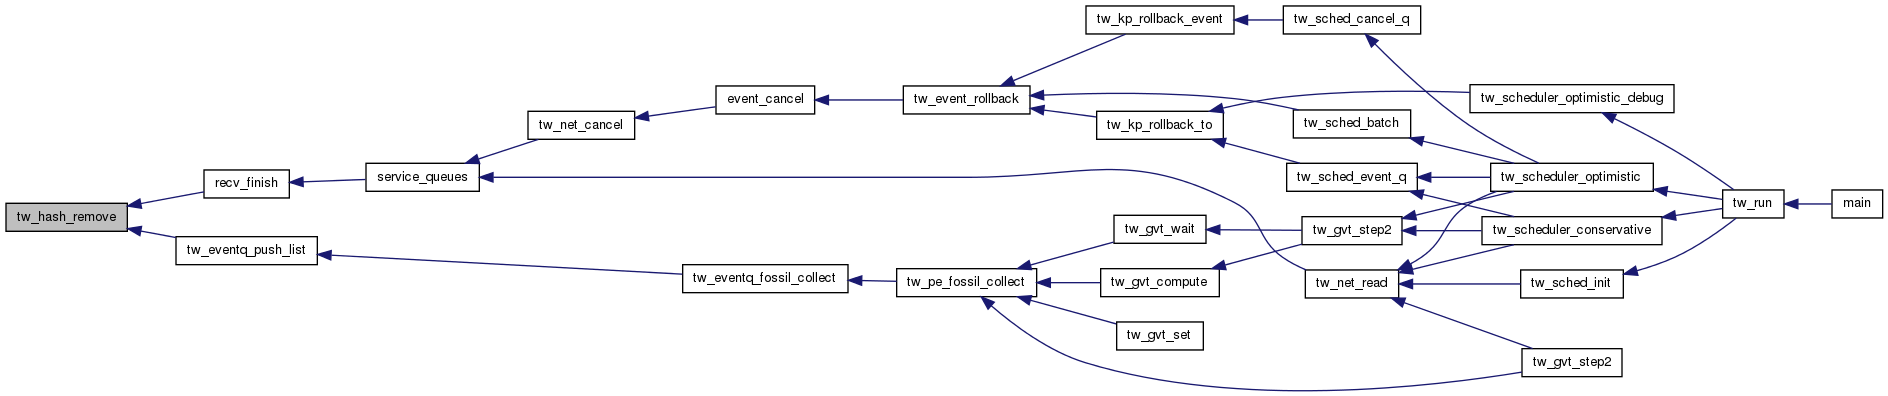 tw_kp_rollback_event
tw_sched_cancel_q
event_cancel
tw_event_rollback
tw_scheduler_optimistic_debug
tw_net_cancel
tw_kp_rollback_to
tw_sched_batch
recv_finish
service_queues
tw_sched_event_q
tw_scheduler_optimistic
tw_hash_remove
tw_run
main
tw_eventq_push_list
tw_gvt_wait
tw_gvt_step2
tw_scheduler_conservative
tw_eventq_fossil_collect
tw_pe_fossil_collect
tw_gvt_compute
tw_net_read
tw_sched_init
tw_gvt_set
tw_gvt_step2